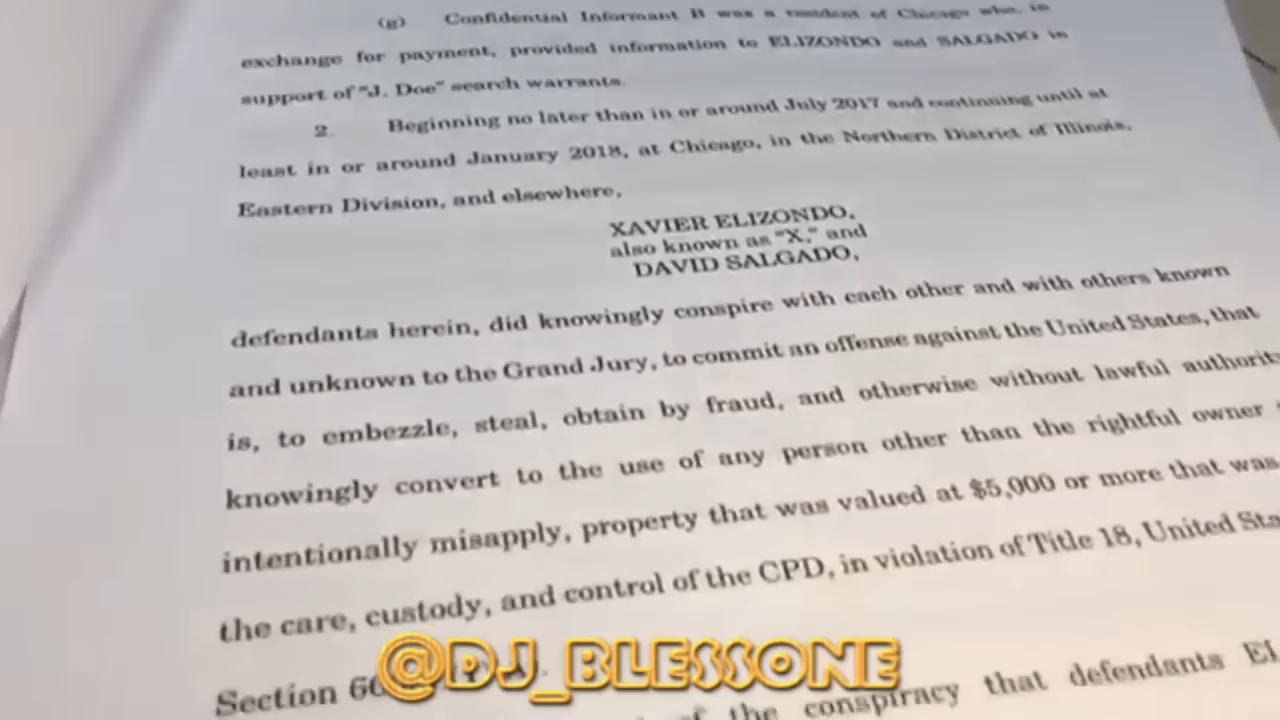 (g) Confidential Informant B was a resident of Chicago who, in
exchange for payment, provided information to ELIZONDO and SALGADO in
support of "J. Doe" search warrants.
2. Beginning no later than in or around July 2017 and continuing until at
least in or around January 2018, at Chicago, in the Northern District of Illinois,
Eastern Division, and elsewhere,
XAVIER ELIZONDO,
also known as "X," and
DAVID SALGADO,
defendants herein, did knowingly conspire with each other and with others known
and unknown to the Grand Jury, to commit an offense against the United States, that
is, to embezzle, steal, obtain by fraud, and otherwise without lawful authority
knowingly convert to the use of any person other than the rightful owner
intentionally misapply, property that was valued at $5,000 or more that was
the care, custody, and control of the CPD, in violation of Title 18, United Sta
Section
@DJ_BLESSONE
the conspiracy that defendants El